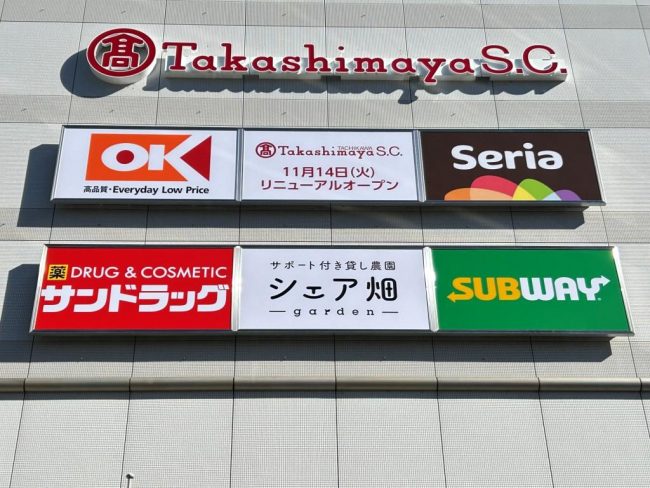 髙 Takashimaya S.C.
OK
高品質・Everyday Low Price
TACHIKAWA
髙 Takashimaya S.C.
11月14日(火)
リニューアルオープン
Seria
薬 DRUG & COSMETIC
サンドラッグ
サポート付き貸し農園
シェア畑
garden
SUBWAY